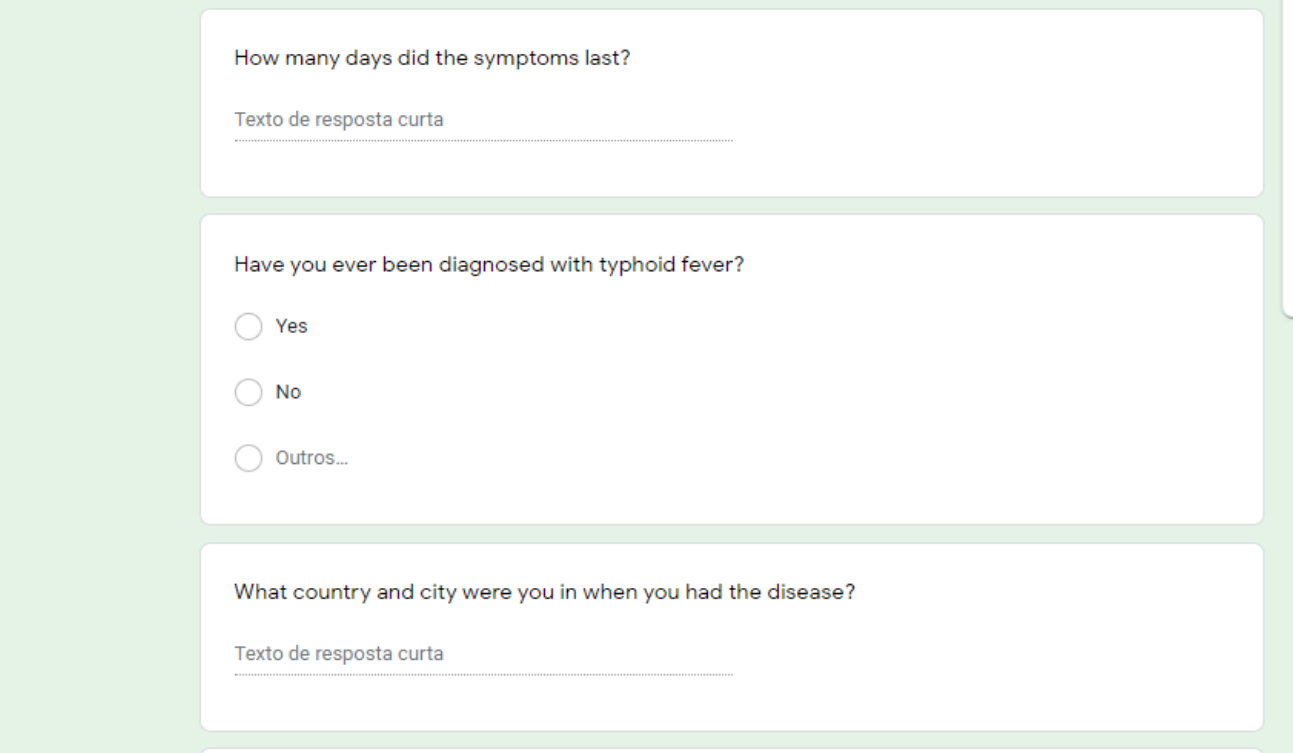 How many days did the symptoms last?
Texto de resposta curta
Have you ever been diagnosed with typhoid fever?
Yes
No
Outros...
What country and city were you in when you had the disease?
Texto de resposta curta